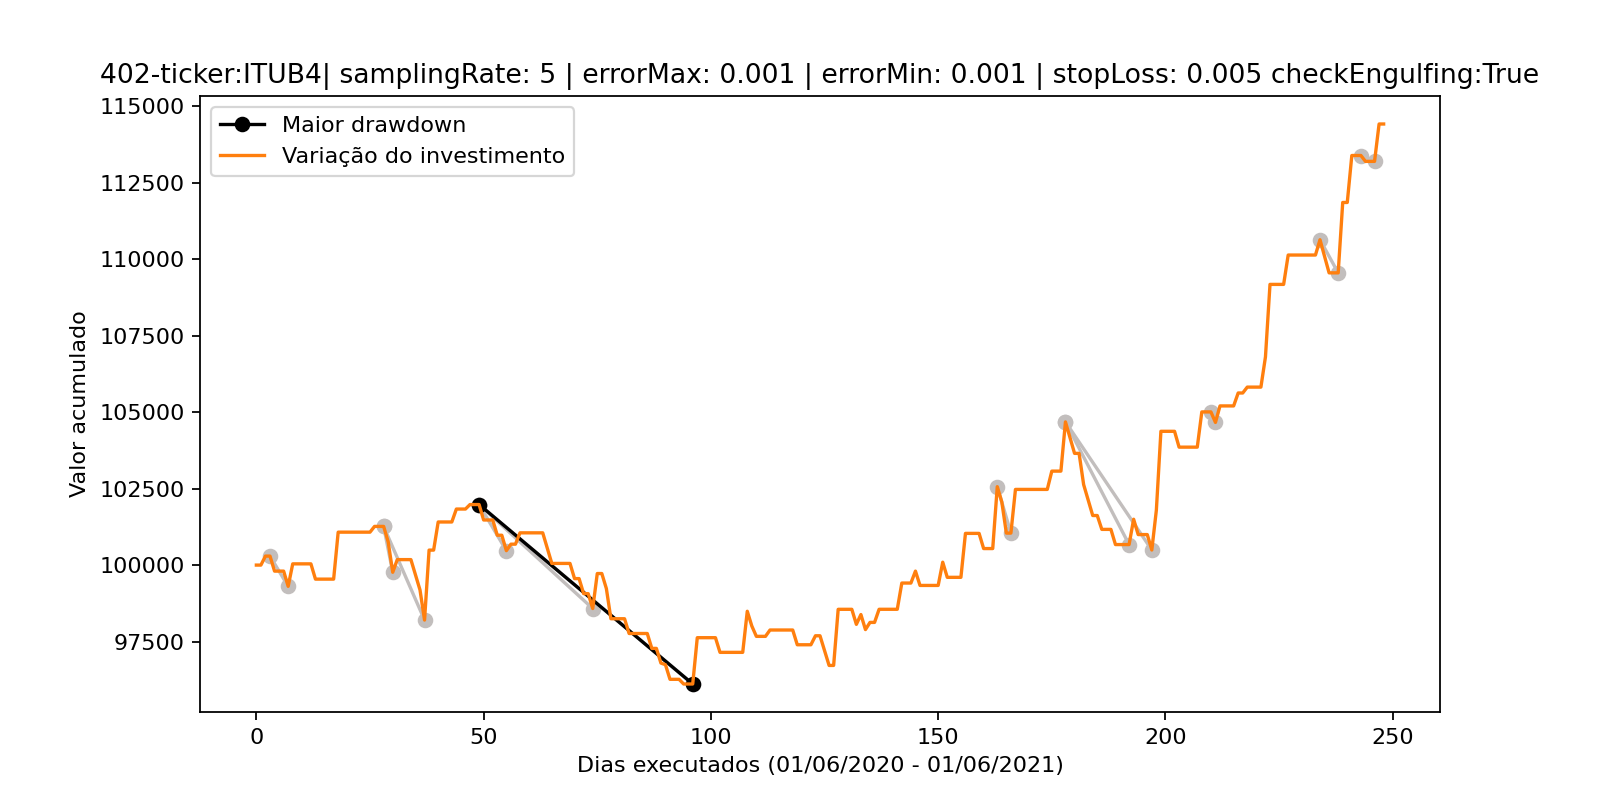 402-ticker:ITUB4| samplingRate: 5 | errorMax: 0.001 | errorMin: 0.001 | stopLoss: 0.005 checkEngulfing:True
Maior drawdown
Variação do investimento
Valor acumulado
115000
112500
110000
107500
105000
102500
100000
97500
0 50 100 150 200 250
Dias executados (01/06/2020 - 01/06/2021)